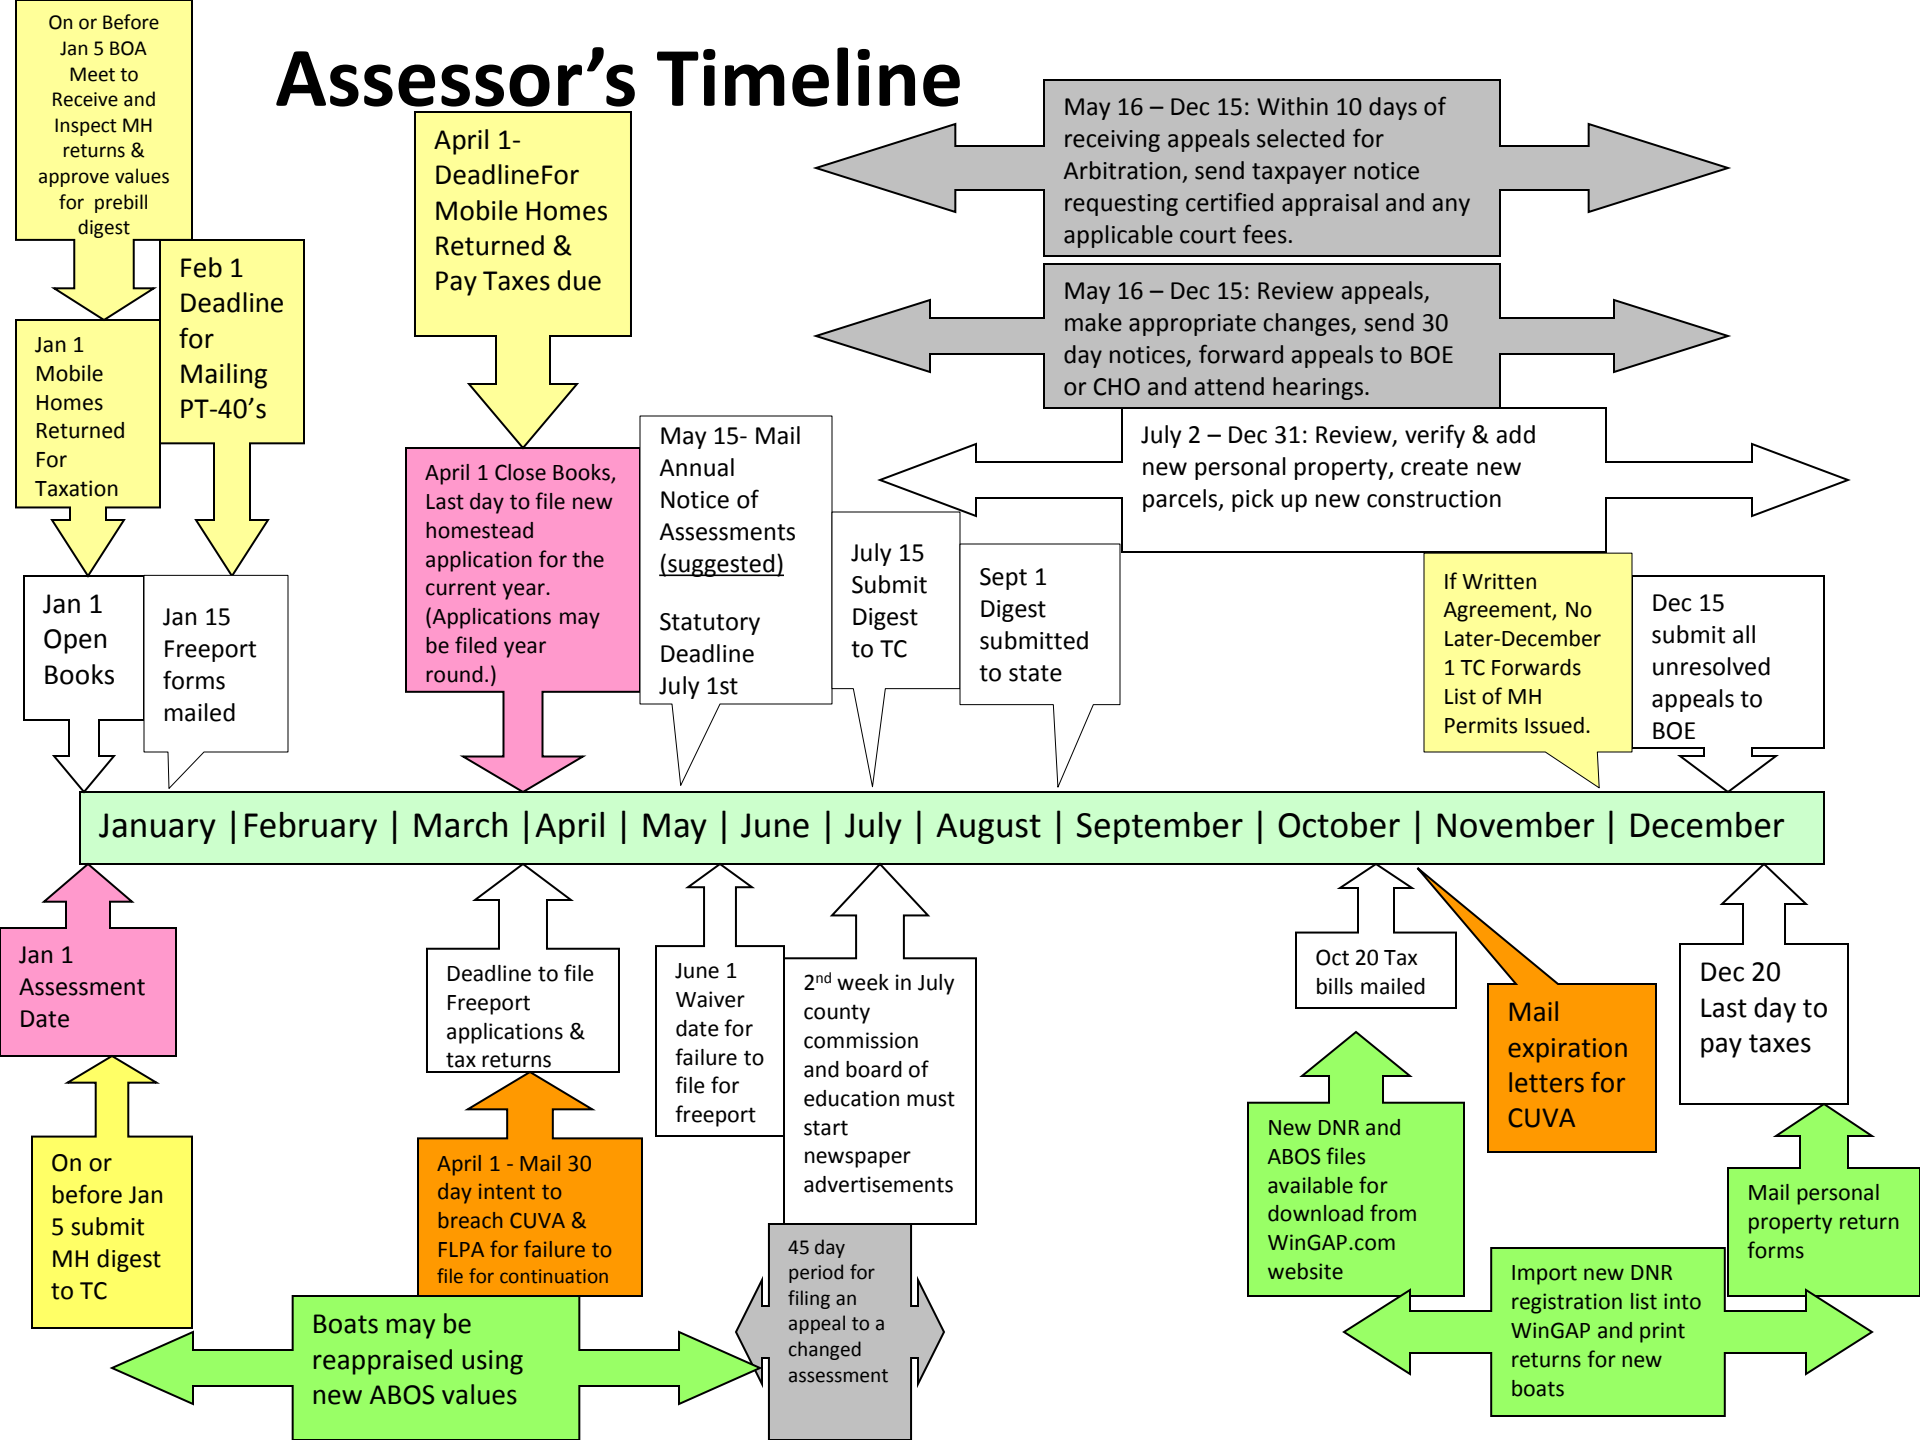 Assessor's Timeline
On or Before
Jan 5 BOA
Meet to
Receive and
Inspect MH
returns &
approve values
for prebill
digest
Feb 1
Deadline
for
Mailing
PT-40's
Jan 1
Mobile
Homes
Returned
For
Taxation
April 1-
DeadlineFor
Mobile Homes
Returned &
Pay Taxes due
May 16 – Dec 15: Within 10 days of
receiving appeals selected for
Arbitration, send taxpayer notice
requesting certified appraisal and any
applicable court fees.
May 16 – Dec 15: Review appeals,
make appropriate changes, send 30
day notices, forward appeals to BOE
or CHO and attend hearings.
July 2 – Dec 31: Review, verify & add
new personal property, create new
parcels, pick up new construction
Jan 1
Open
Books
Jan 15
Freeport
forms
mailed
April 1 Close Books,
Last day to file new
homestead
application for the
current year.
(Applications may
be filed year
round.)
May 15- Mail
Annual
Notice of
Assessments
(suggested)
Statutory
Deadline
July 1st
July 15
Submit
Digest
to TC
Sept 1
Digest
submitted
to state
If Written
Agreement, No
Later-December
1 TC Forwards
List of MH
Permits Issued.
Dec 15
submit all
unresolved
appeals to
BOE
January |February | March |April | May | June | July | August | September | October | November | December
Jan 1
Assessment
Date
On or
before Jan
5 submit
MH digest
to TC
Deadline to file
Freeport
applications &
tax returns
April 1 - Mail 30
day intent to
breach CUVA &
FLPA for failure to
file for continuation
Boats may be
reappraised using
new ABOS values
June 1
Waiver
date for
failure to
file for
freeport
2nd week in July
county
commission
and board of
education must
start
newspaper
advertisements
45 day
period for
filing an
appeal to a
changed
assessment
Oct 20 Tax
bills mailed
Mail
expiration
letters for
CUVA
Dec 20
Last day to
pay taxes
New DNR and
ABOS files
available for
download from
WinGAP.com
website
Import new DNR
registration list into
WinGAP and print
returns for new
boats
Mail personal
property return
forms